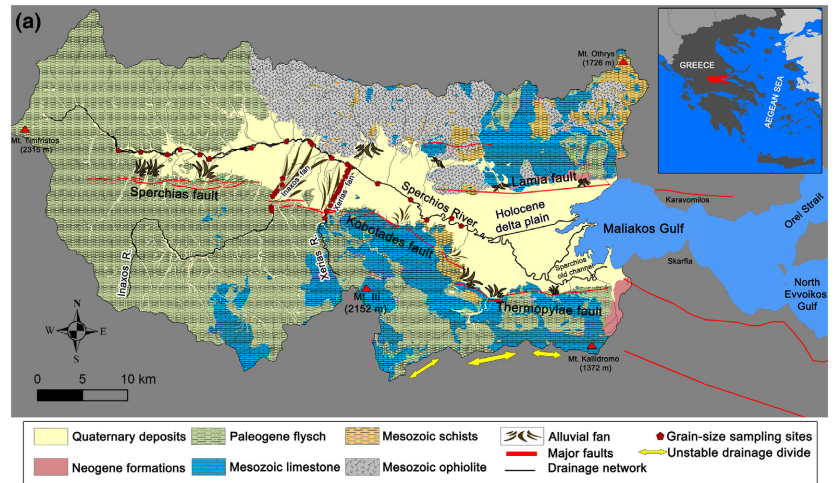 (a)
Mt. Othrys
(1726 m)
GREECE
AEGEAN SEA
Mt. Timfristos
(2315 m)
Sperchias fault
Inaxos fan
Xerias fan
Sperchios River
Lamia fault
Karavomilos
Orei Strait
Holocene
delta plain
Maliakos Gulf
Kobotades fault
Inaxos R.
Xerias R.
Sperchios
old channel
Skarfia
North
Evvoikos
Gulf
Mt. Iti
(2152 m)
Thermopylae fault
Mt. Kallidromo
(1372 m)
N
W
E
S
0 5 10 km
Quaternary deposits
Paleogene flysch
Mesozoic schists
Alluvial fan
Grain-size sampling sites
Major faults
Unstable drainage divide
Neogene formations
Mesozoic limestone
Mesozoic ophiolite
Drainage network